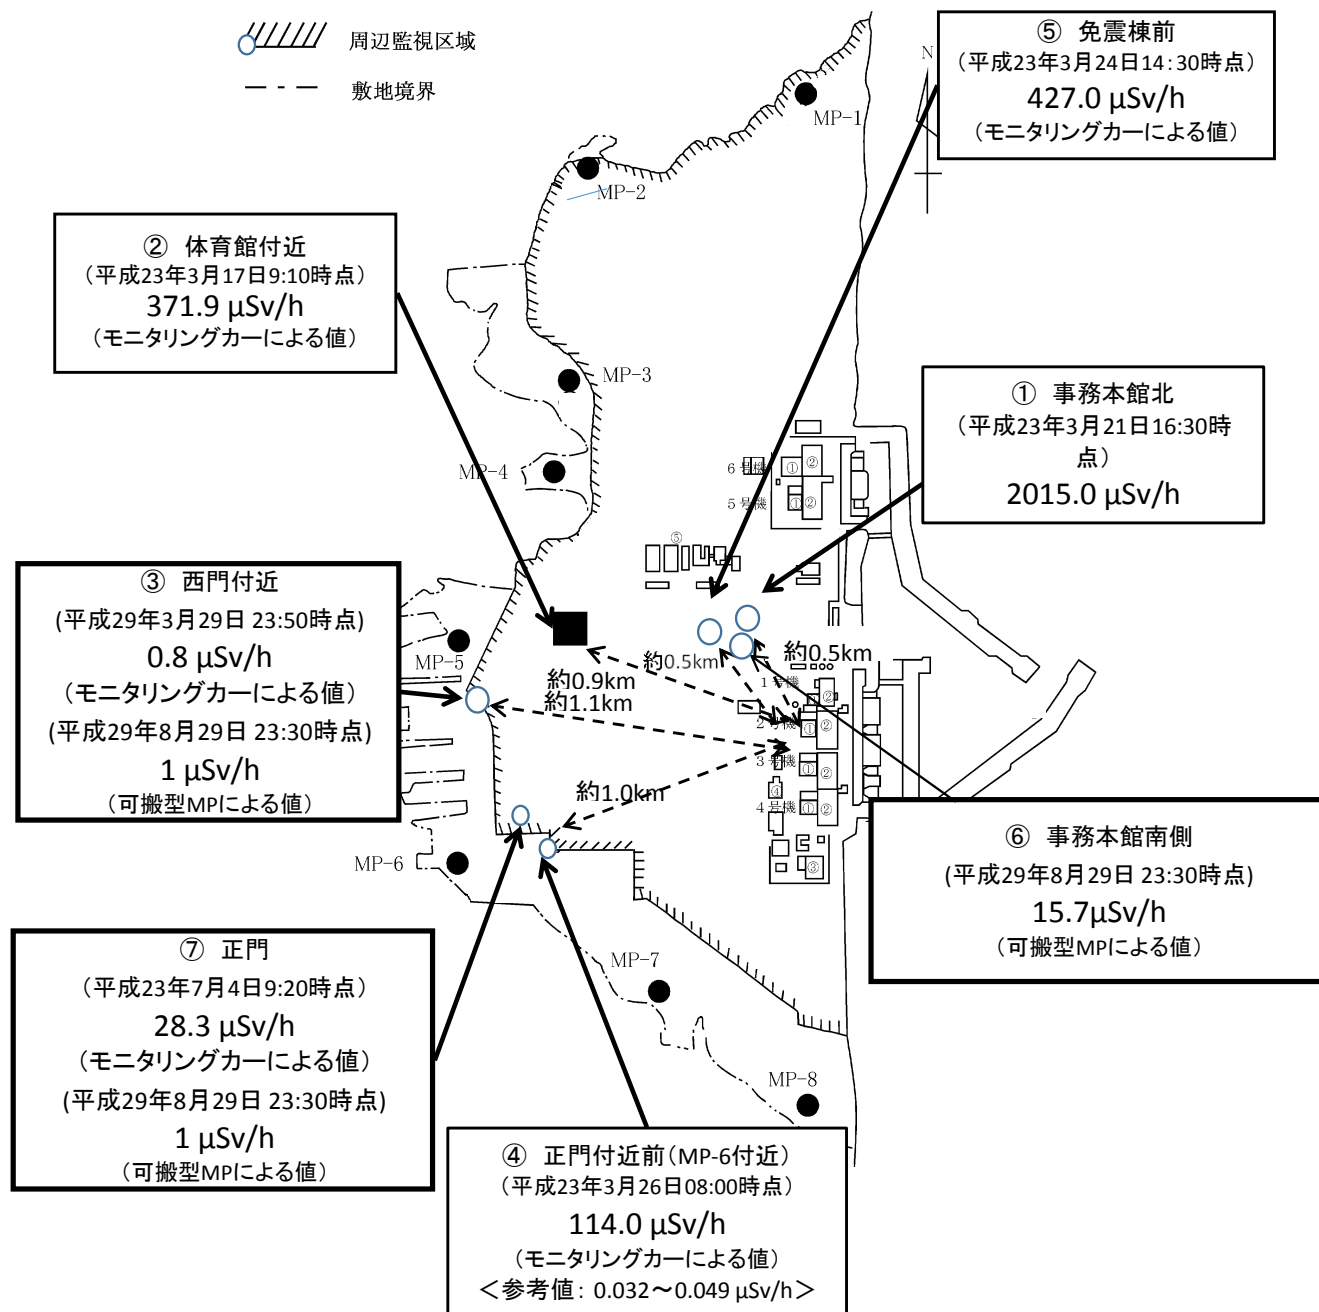 周辺監視区域
敷地境界
⑤ 免震棟前
(平成23年3月24日14:30時点)
427.0 μSv/h
(モニタリングカーによる値)
N
MP-1
MP-2
② 体育館付近
(平成23年3月17日9:10時点)
371.9 μSv/h
(モニタリングカーによる値)
MP-3
① 事務本館北
(平成23年3月21日16:30時
点)
2015.0 μSv/h
MP-4
6号機
① ②
5号機
① ②
⑤
③ 西門付近
(平成29年3月29日 23:50時点)
0.8 μSv/h
(モニタリングカーによる値)
(平成29年8月29日 23:30時点)
1 μSv/h
(可搬型MPによる値)
MP-5
約0.5km
約0.5km
約0.9km
約1.1km
1号機
②
2号機
① ②
3号機
① ②
約1.0km
④
4号機
① ②
③
MP-6
⑥ 事務本館南側
(平成29年8月29日 23:30時点)
15.7μSv/h
(可搬型MPによる値)
⑦ 正門
(平成23年7月4日9:20時点)
28.3 μSv/h
(モニタリングカーによる値)
(平成29年8月29日 23:30時点)
1 μSv/h
(可搬型MPによる値)
MP-7
MP-8
④ 正門付近前(MP-6付近)
(平成23年3月26日08:00時点)
114.0 μSv/h
(モニタリングカーによる値)
<参考値: 0.032~0.049 μSv/h>